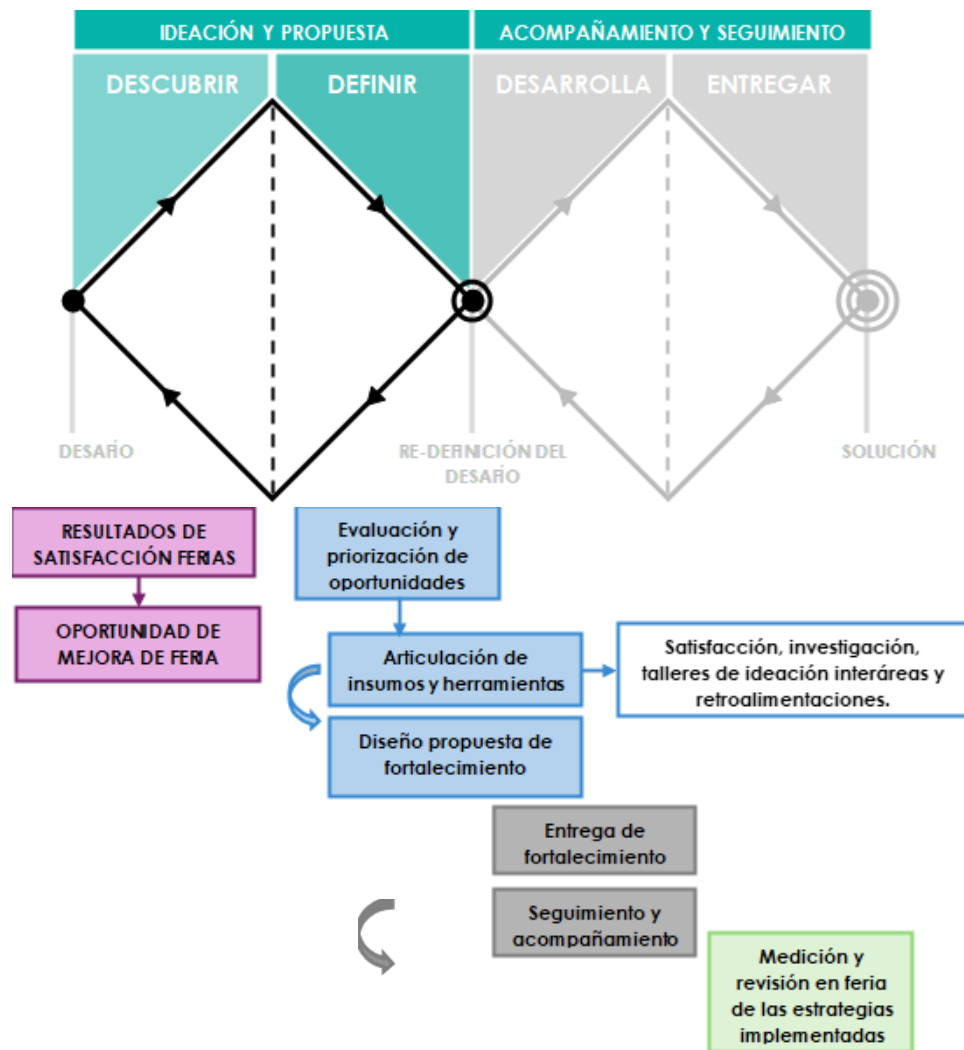 IDEACIÓN Y PROPUESTA
ACOMPAÑAMIENTO Y SEGUIMIENTO
DESCUBRIR
DEFINIR
DESARROLLA
ENTREGAR
DESAFÍO
RE-DEFINICIÓN DEL
DESAFÍO
SOLUCIÓN
RESULTADOS DE
SATISFACCIÓN FERIAS
OPORTUNIDAD DE
MEJORA DE FERIA
Evaluación y
priorización de
oportunidades
Articulación de
insumos y herramientas
Satisfacción, investigación,
talleres de ideación interáreas y
retroalimentaciones.
Diseño propuesta de
fortalecimiento
Entrega de
fortalecimiento
Seguimiento y
acompañamiento
Medición y
revisión en feria
de las estrategias
implementadas